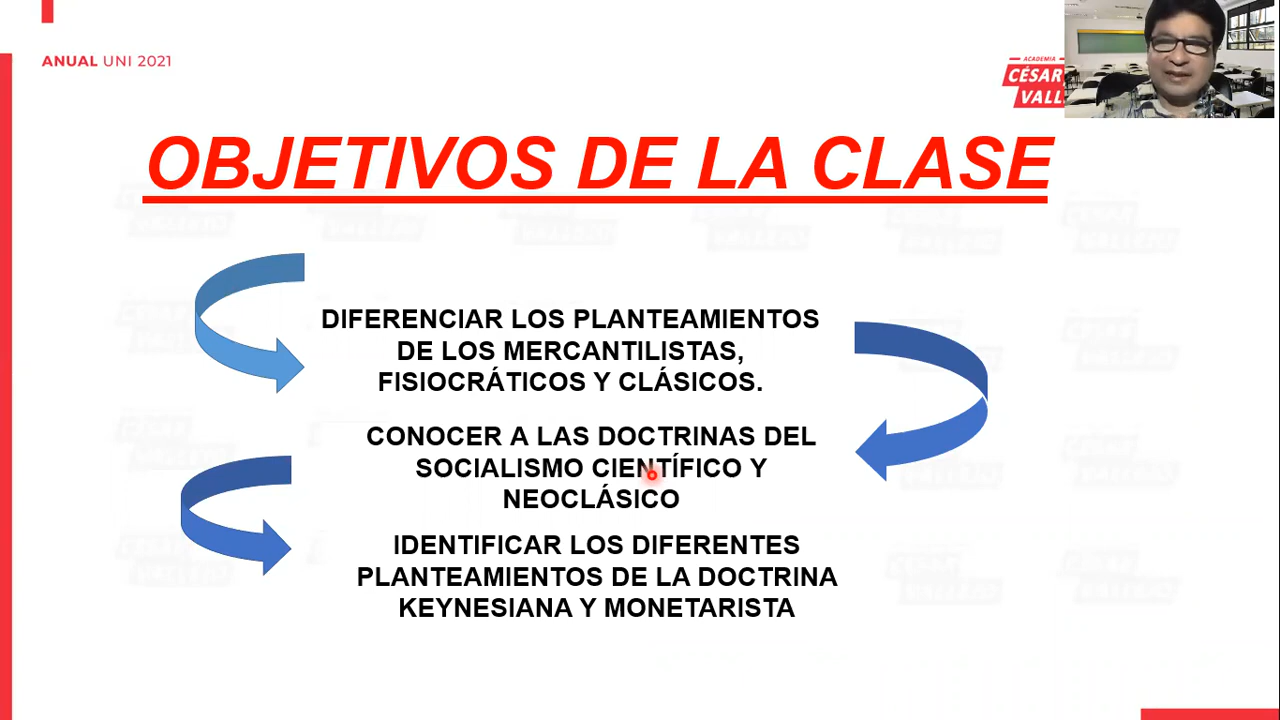 ANUAL UNI 2021
ACADEMIA
CÉSAR
VALL
OBJETIVOS DE LA CLASE
DIFERENCIAR LOS PLANTEAMIENTOS
DE LOS MERCANTILISTAS,
FISIOCRÁTICOS Y CLÁSICOS.
CONOCER A LAS DOCTRINAS DEL
SOCIALISMO CIENTÍFICO Y
NEOCLÁSICO
IDENTIFICAR LOS DIFERENTES
PLANTEAMIENTOS DE LA DOCTRINA
KEYNESIANA Y MONETARISTA